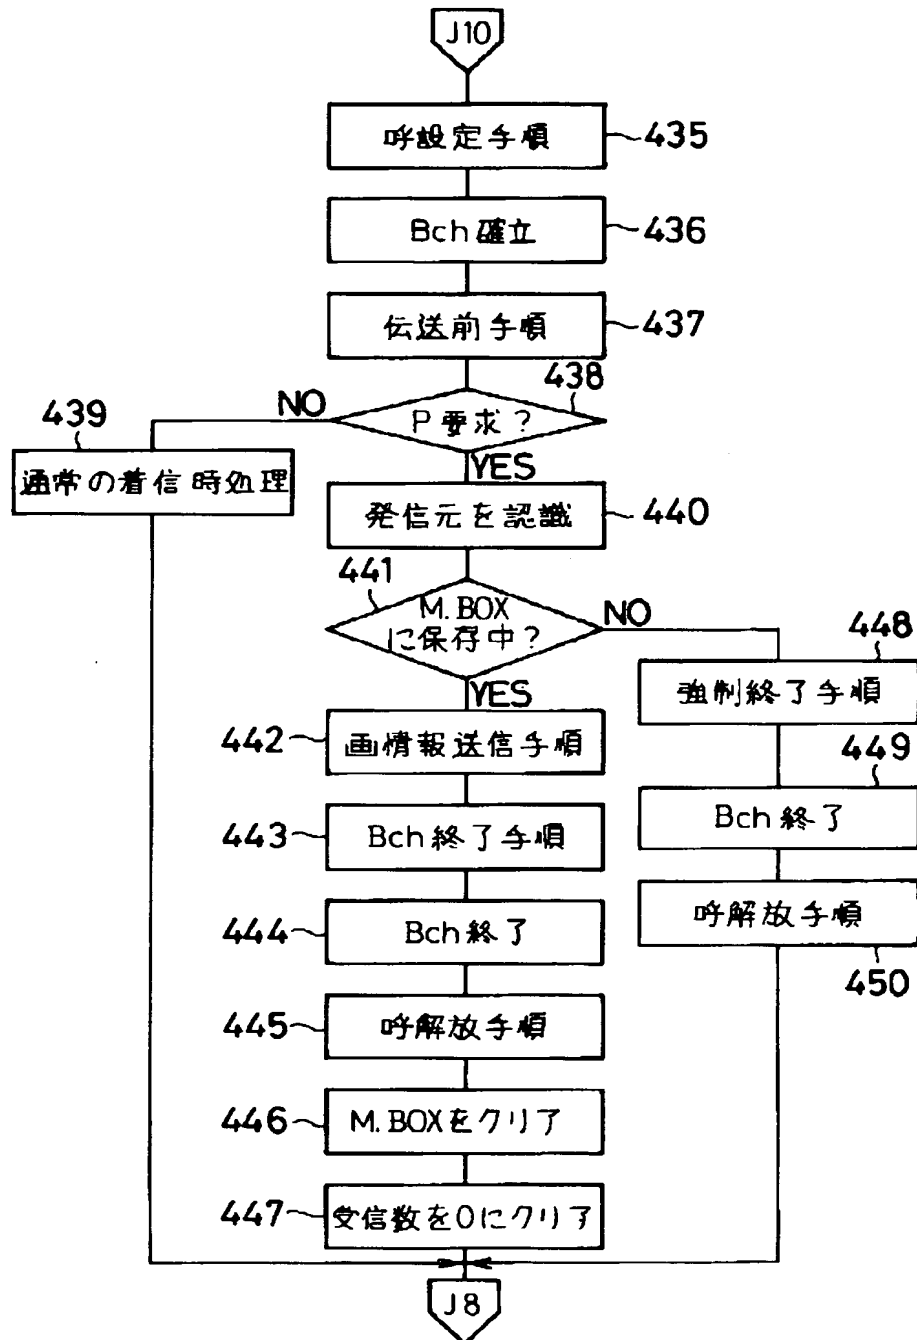 J10
呼設定手順
435
Bch確立
436
伝送前手順
437
438
P要求?
NO
YES
439
通常の着信時処理
発信元を認識
440
441
M.BOX
に保存中?
NO
YES
448
強制終了手順
442
画情報送信手順
449
Bch終了
443
Bch終了手順
呼解放手順
450
444
Bch終了
445
呼解放手順
446
M.BOXをクリア
447
受信数を0にクリア
J8